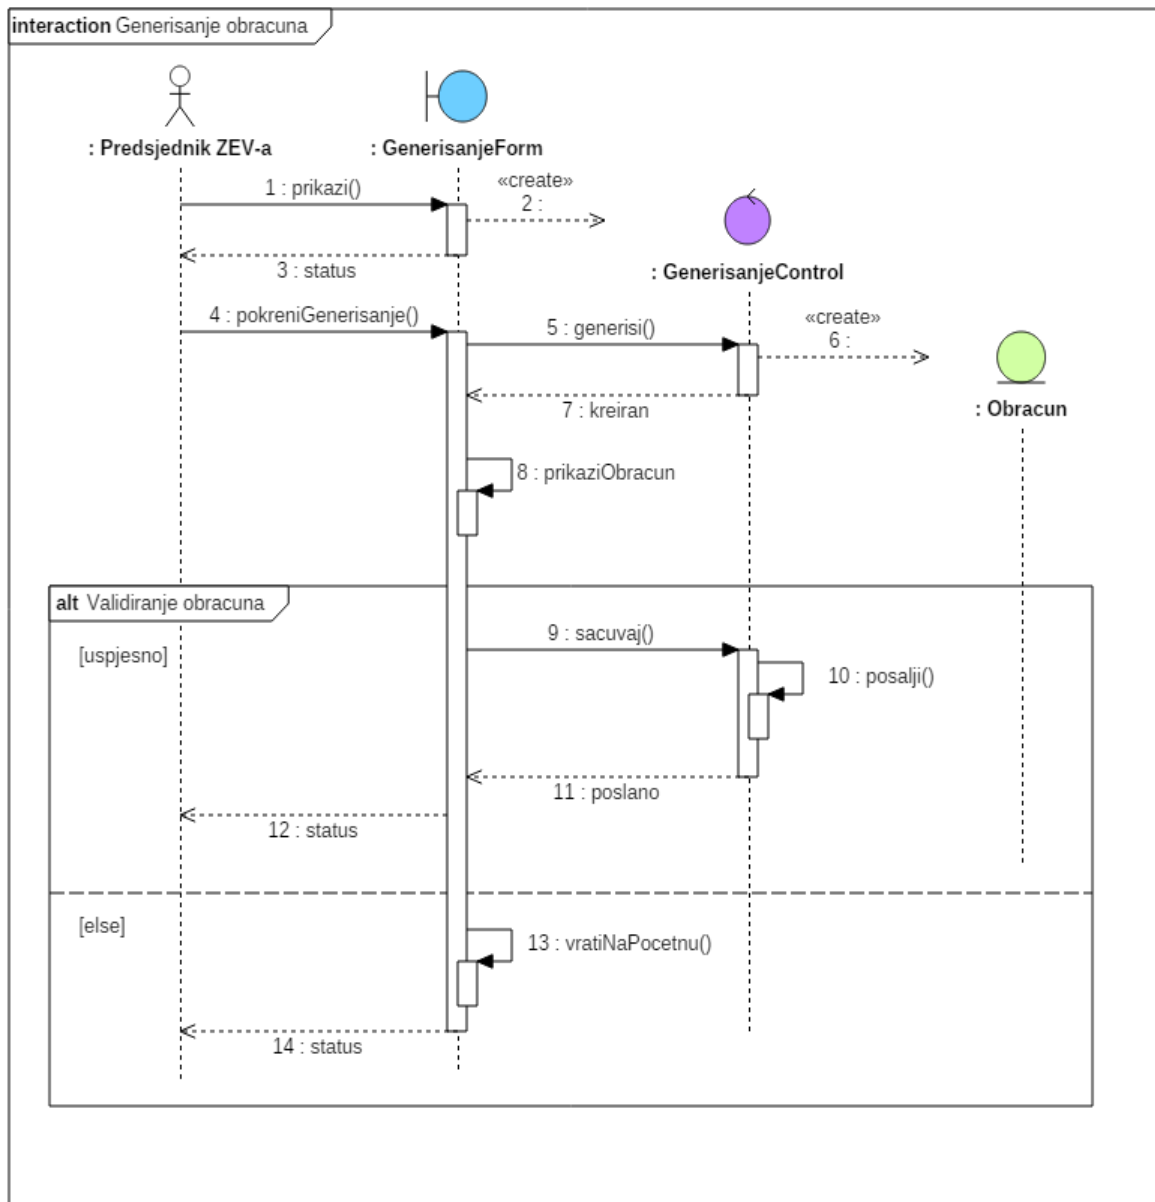 interaction Generisanje obracuna
: Predsjednik ZEV-a
: GenerisanjeForm
1 : prikazi()
«create»
2 :
: GenerisanjeControl
3 : status
4 : pokreniGenerisanje()
5 : generisi()
«create»
6 :
: Obracun
7 : kreiran
8 : prikaziObracun
alt Validiranje obracuna
[uspjesno]
9 : sacuvaj()
10 : posalji()
11 : poslano
12 : status
[else]
13 : vratiNaPocetnu()
14 : status